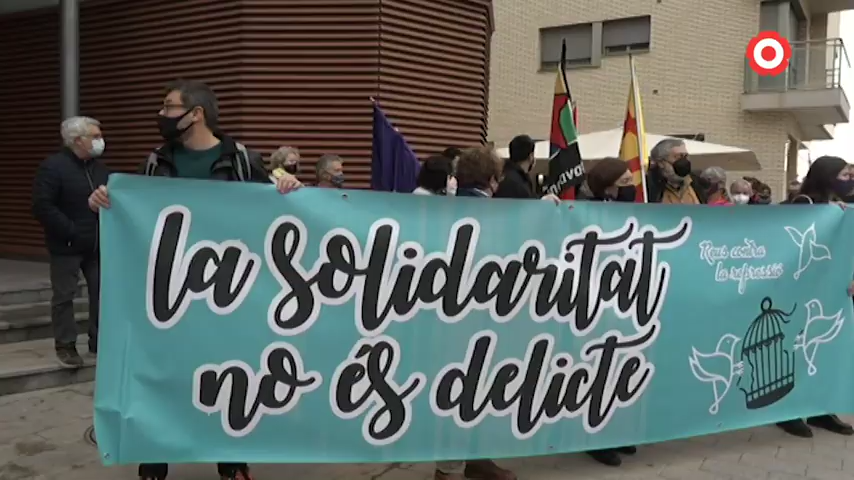 la Solidaritat
no és delicte
Reus contra
la repressió